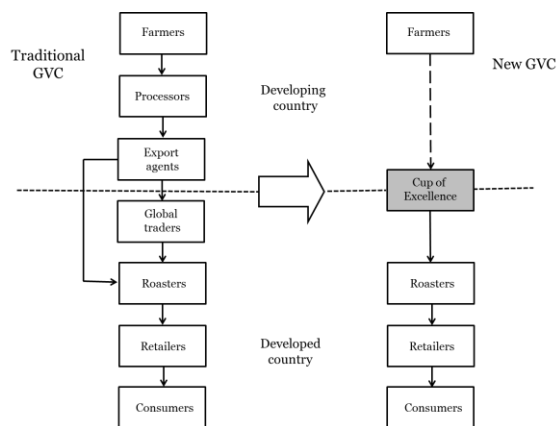 Farmers
Farmers
Traditional
GVC
New GVC
Processors
Developing
country
Export
agents
Cup of
Excellence
Global
traders
Roasters
Roasters
Retailers
Developed
country
Retailers
Consumers
Consumers